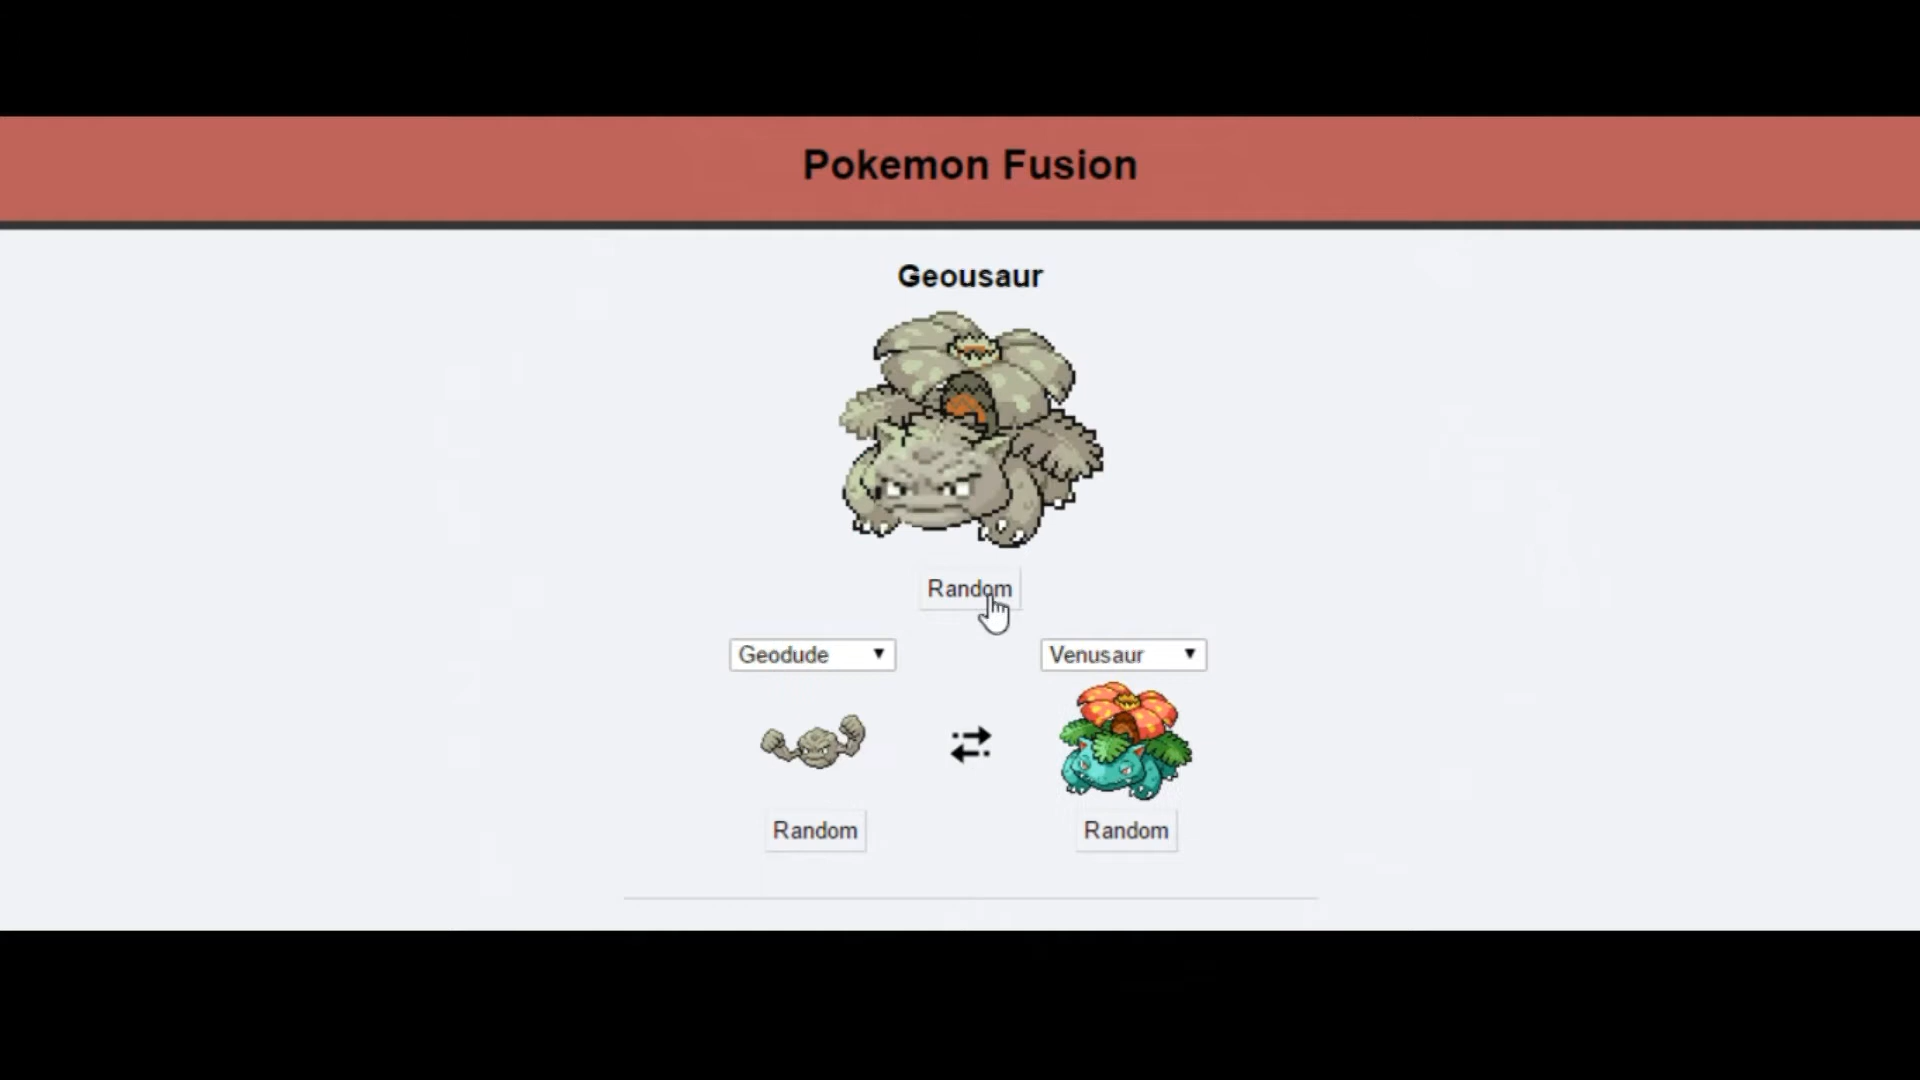 Pokemon Fusion
Geousaur
Random
Geodude
Venusaur
Random
Random